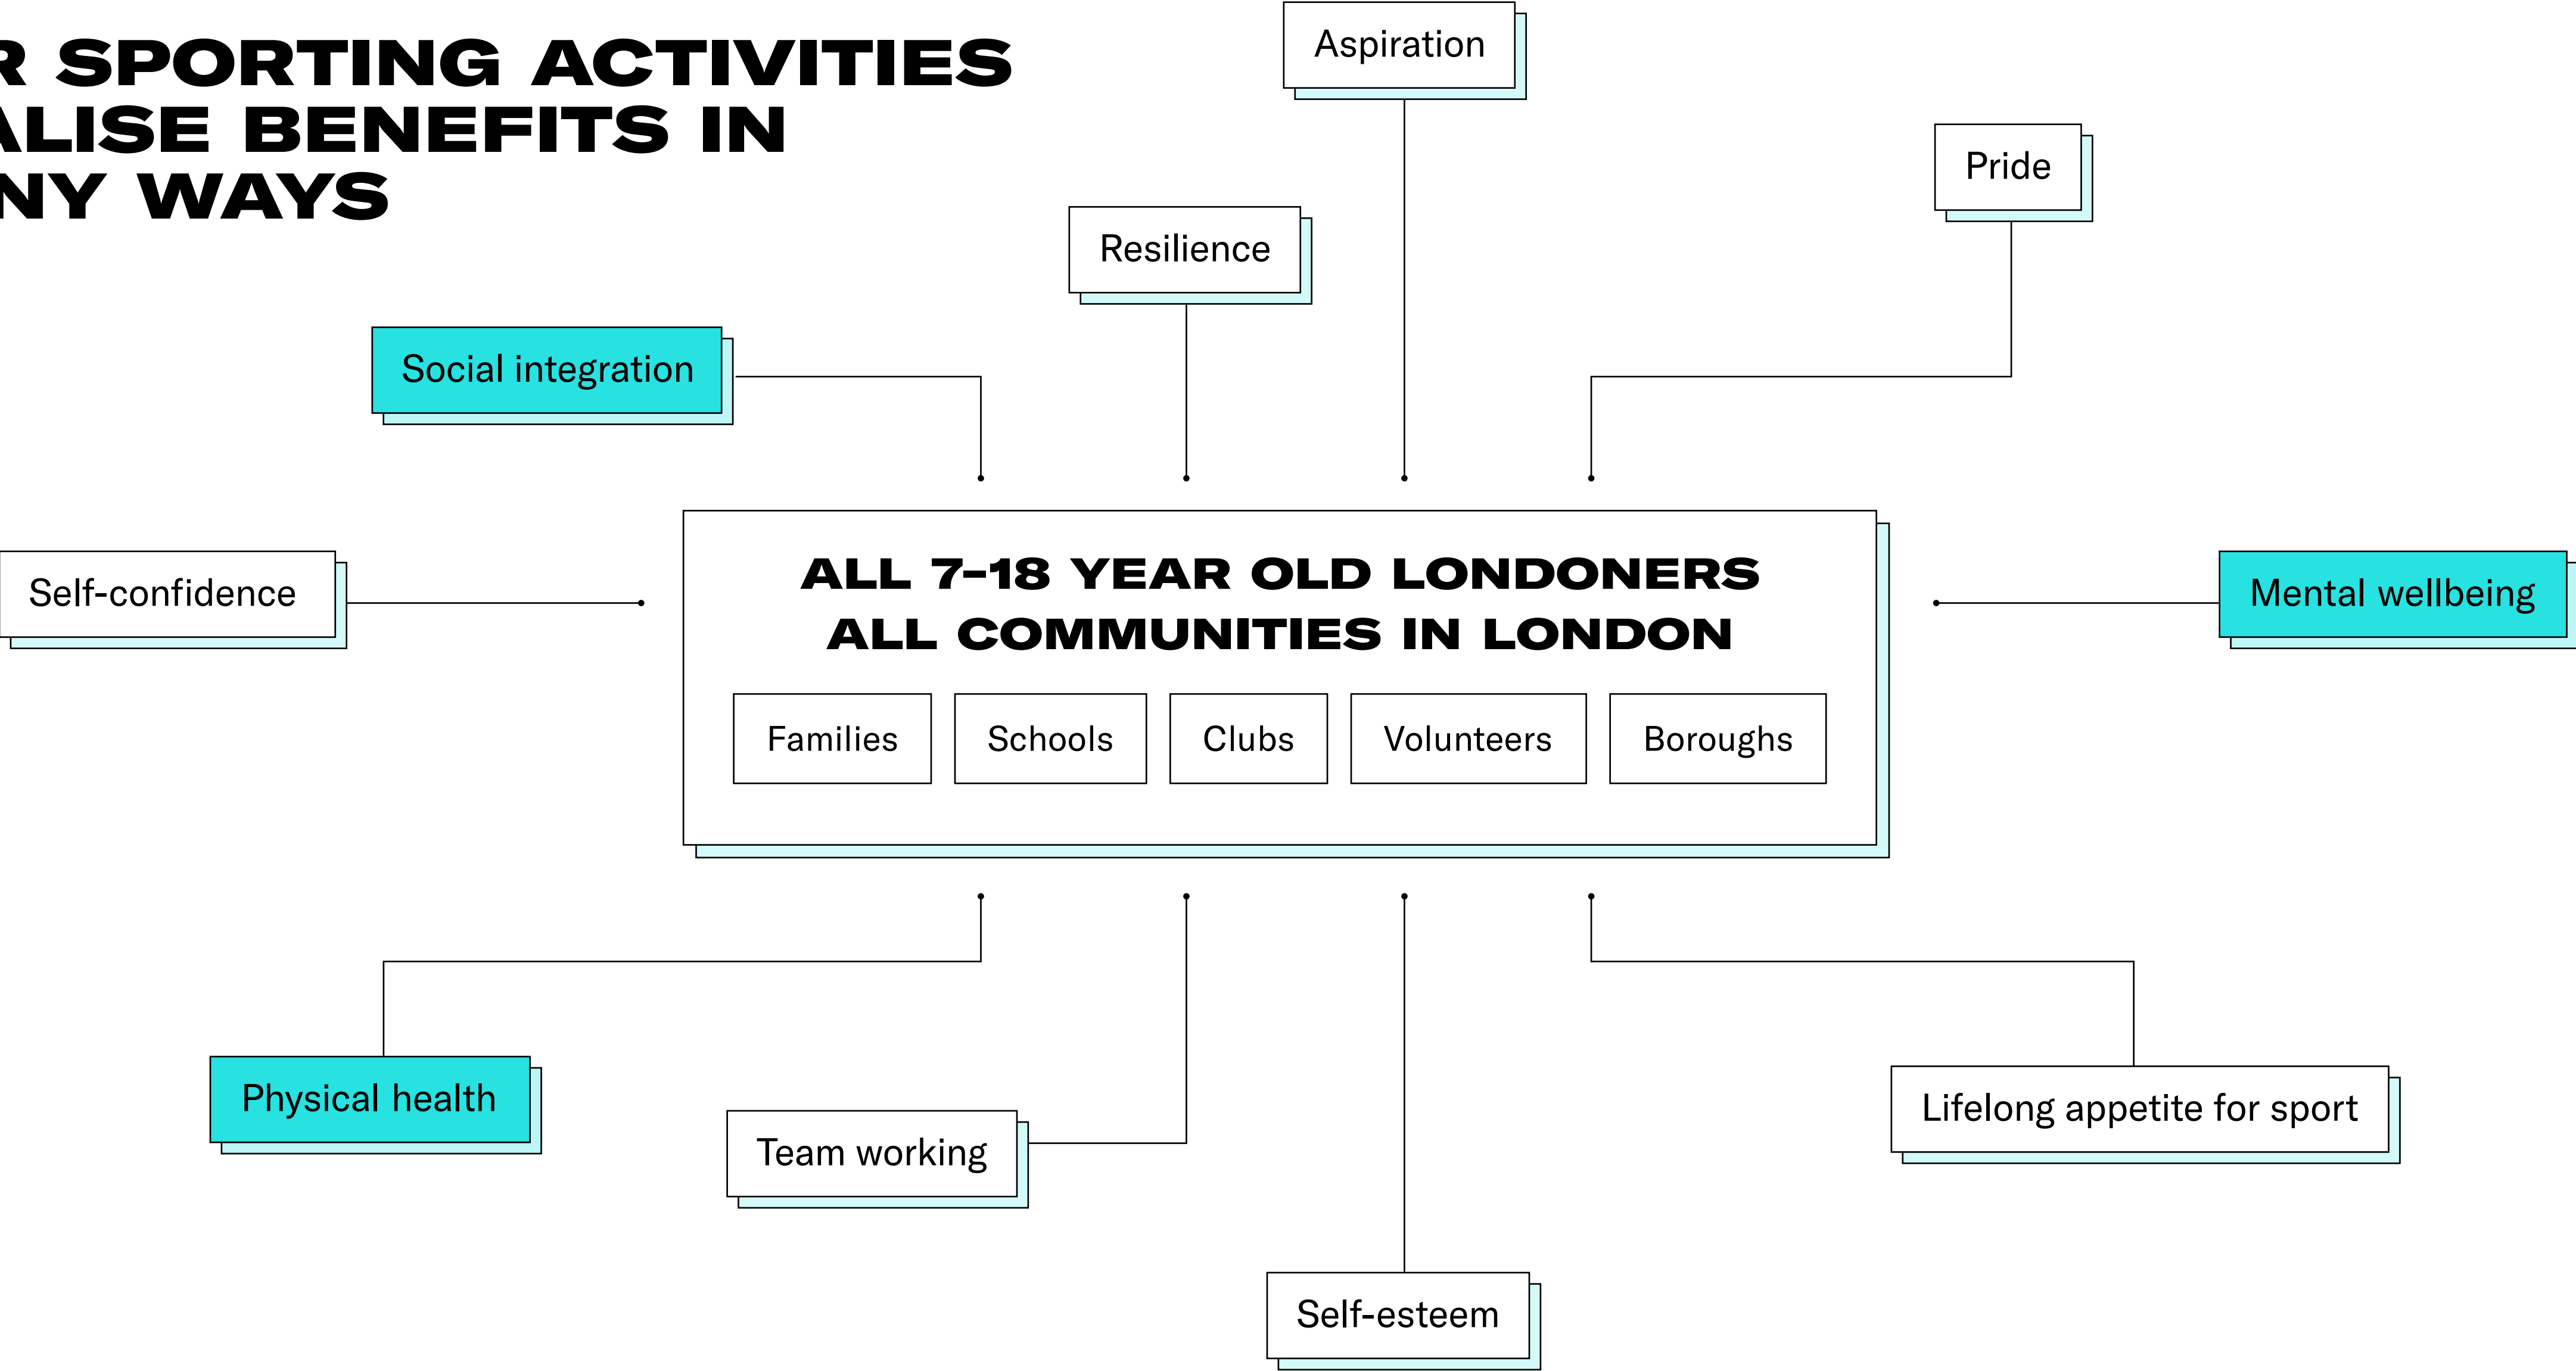 R SPORTING ACTIVITIES
ALISE BENEFITS IN
NY WAYS
Aspiration
Pride
Resilience
Social integration
Self-confidence
ALL 7–18 YEAR OLD LONDONERS
ALL COMMUNITIES IN LONDON
Mental wellbeing
Families
Schools
Clubs
Volunteers
Boroughs
Physical health
Team working
Lifelong appetite for sport
Self-esteem